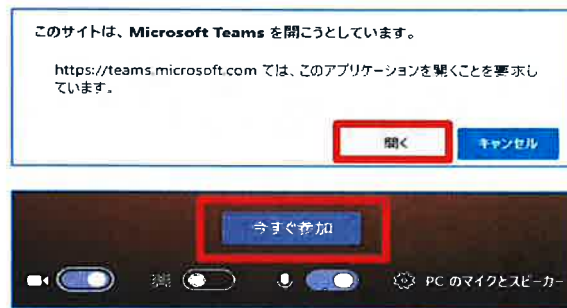 このサイトは、Microsoft Teams を開こうとしています。
https://teams.microsoft.com では、このアプリケーションを開くことを要求し
ています。
開く
キャンセル
今すぐ参加
PC のマイクとスピーカー